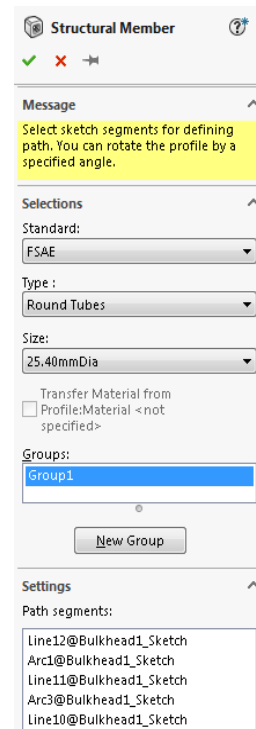 Structural Member
Message
Select sketch segments for defining
path. You can rotate the profile by a
specified angle.
Selections
Standard:
FSAE
Type :
Round Tubes
Size:
25.40mmDia
Transfer Material from
Profile:Material <not
specified>
Groups:
Group1
New Group
Settings
Path segments:
Line12@Bulkhead1_Sketch
Arc1@Bulkhead1_Sketch
Line11@Bulkhead1_Sketch
Arc3@Bulkhead1_Sketch
Line10@Bulkhead1_Sketch